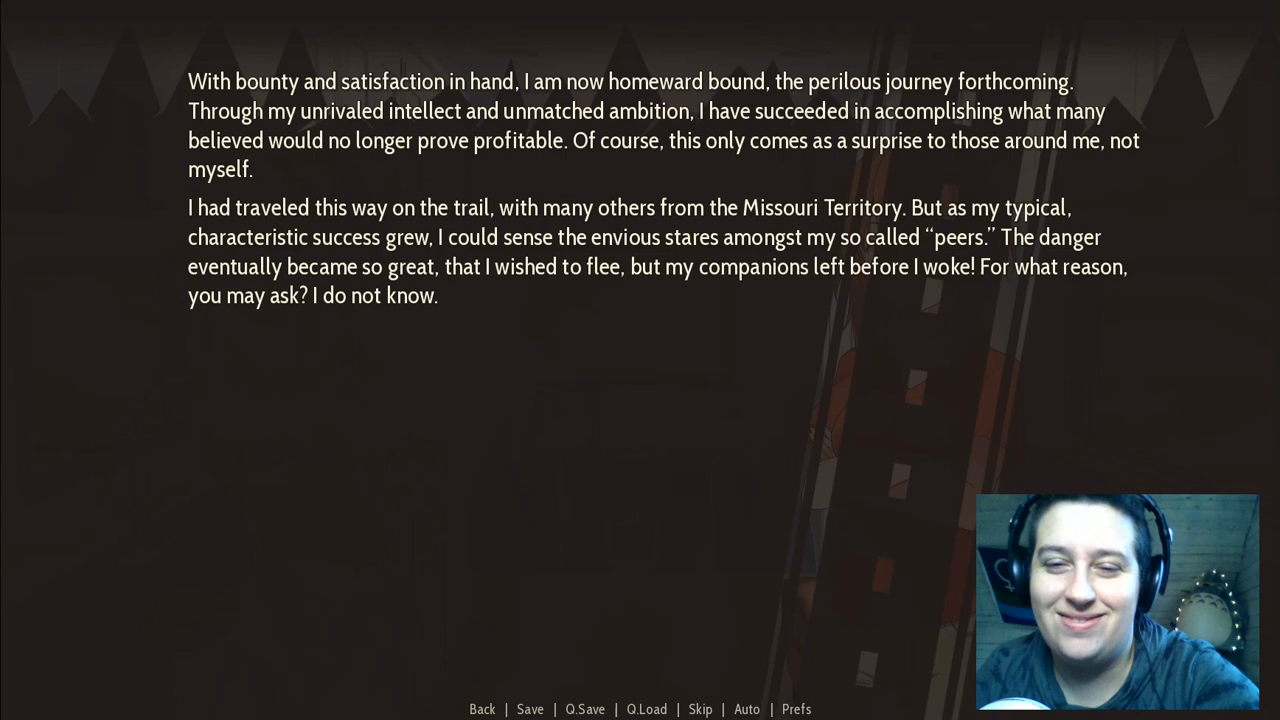 With bounty and satisfaction in hand, I am now homeward bound, the perilous journey forthcoming.
Through my unrivaled intellect and unmatched ambition, I have succeeded in accomplishing what many
believed would no longer prove profitable. Of course, this only comes as a surprise to those around me, not
myself.
I had traveled this way on the trail, with many others from the Missouri Territory. But as my typical,
characteristic success grew, I could sense the envious stares amongst my so called “peers.” The danger
eventually became so great, that I wished to flee, but my companions left before I woke! For what reason,
you may ask? I do not know.
Back | Save | Q.Save | Q.Load | Skip | Auto | Prefs